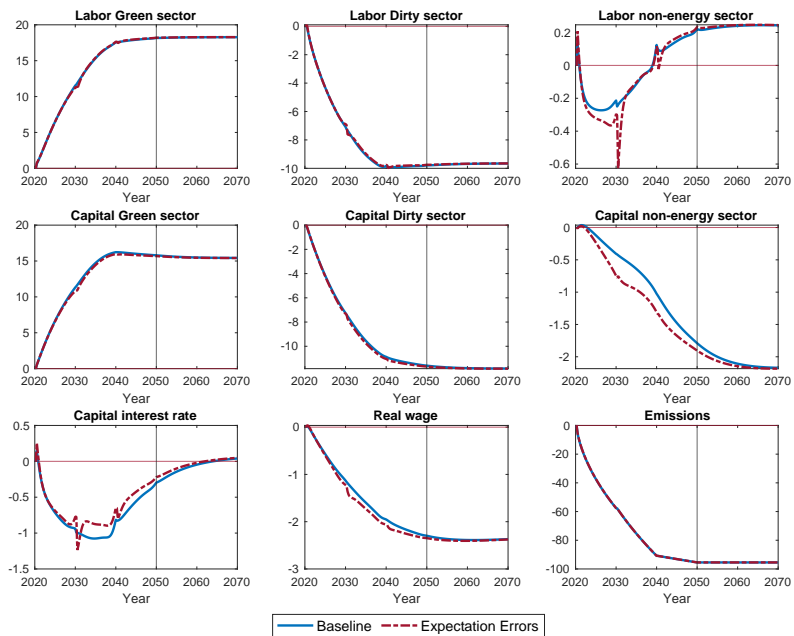 Labor Green sector
20
15
10
5
0
2020 2030 2040 2050 2060 2070
Year
Labor Dirty sector
0
-2
-4
-6
-8
-10
2020 2030 2040 2050 2060 2070
Year
Labor non-energy sector
0.2
0
-0.2
-0.4
-0.6
2020 2030 2040 2050 2060 2070
Year
Capital Green sector
20
15
10
5
0
2020 2030 2040 2050 2060 2070
Year
Capital Dirty sector
0
-2
-4
-6
-8
-10
2020 2030 2040 2050 2060 2070
Year
Capital non-energy sector
0
-0.5
-1
-1.5
-2
2020 2030 2040 2050 2060 2070
Year
Capital interest rate
0.5
0
-0.5
-1
-1.5
2020 2030 2040 2050 2060 2070
Year
Real wage
0
-1
-2
-3
2020 2030 2040 2050 2060 2070
Year
Emissions
0
-20
-40
-60
-80
-100
2020 2030 2040 2050 2060 2070
Year
Baseline Expectation Errors